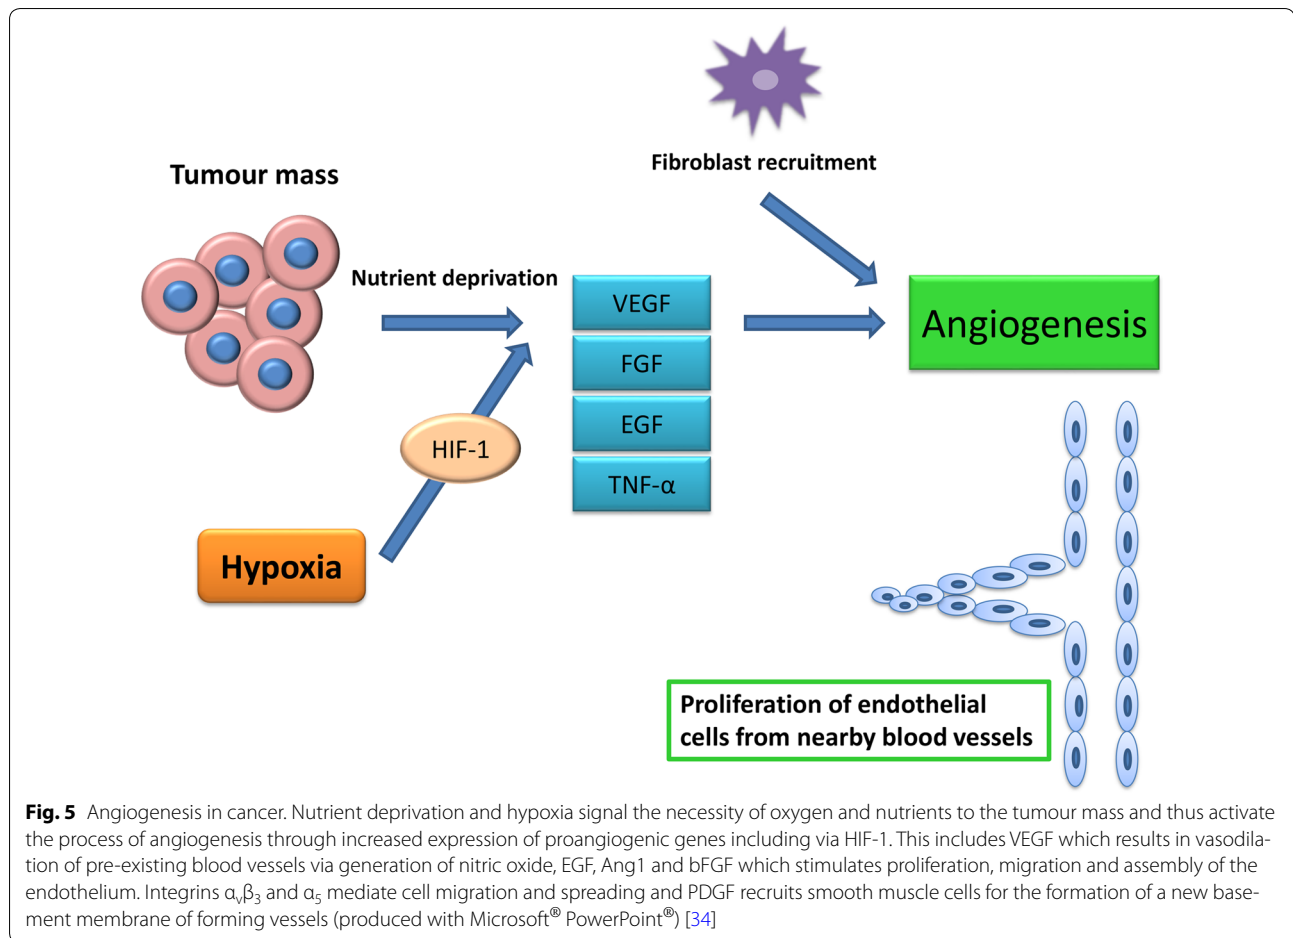 Fibroblast recruitment
Tumour mass
Nutrient deprivation
VEGF
FGF
EGF
TNF-α
Angiogenesis
HIF-1
Hypoxia
Proliferation of endothelial
cells from nearby blood vessels
Fig. 5 Angiogenesis in cancer. Nutrient deprivation and hypoxia signal the necessity of oxygen and nutrients to the tumour mass and thus activate
the process of angiogenesis through increased expression of proangiogenic genes including via HIF-1. This includes VEGF which results in vasodila-
tion of pre-existing blood vessels via generation of nitric oxide, EGF, Ang1 and bFGF which stimulates proliferation, migration and assembly of the
endothelium. Integrins αvβ3 and α5 mediate cell migration and spreading and PDGF recruits smooth muscle cells for the formation of a new base-
ment membrane of forming vessels (produced with Microsoft® PowerPoint®) [34]